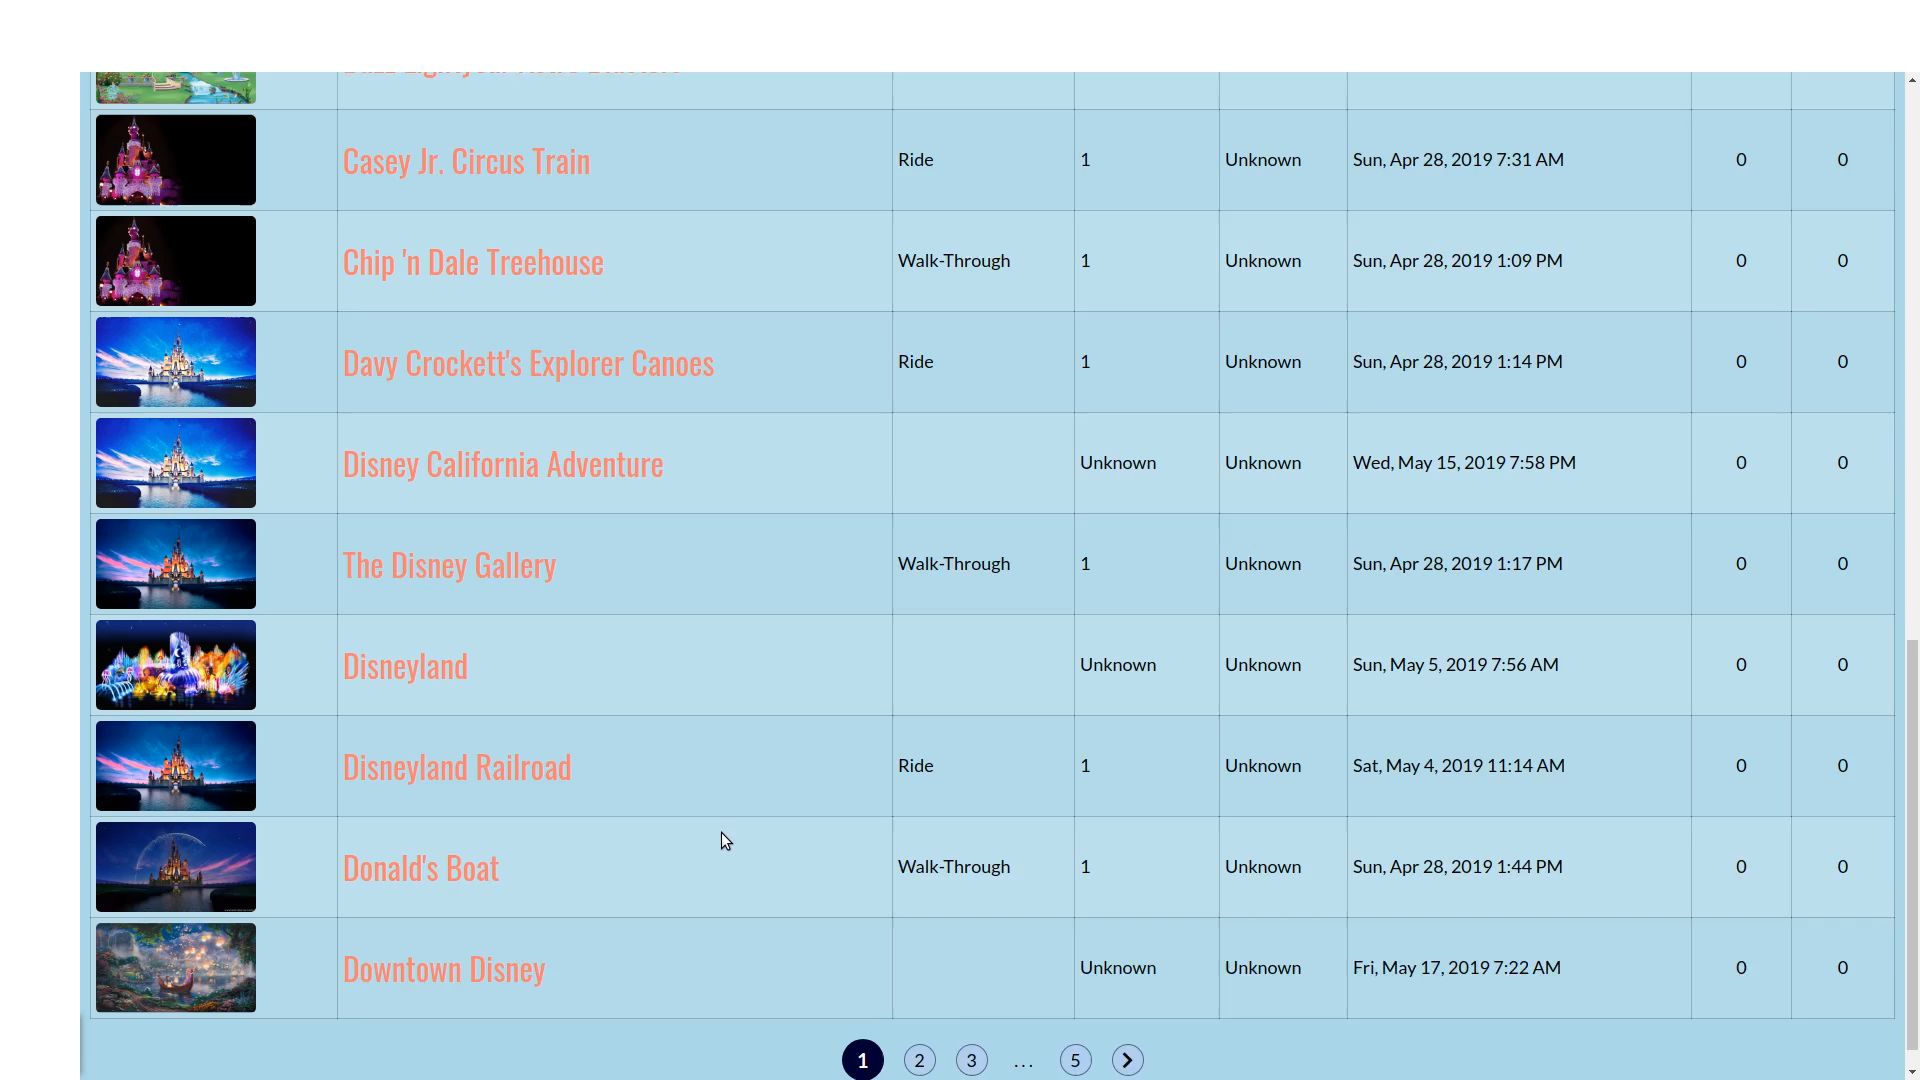 Casey Jr. Circus Train Ride 1 Unknown Sun, Apr 28, 2019 7:31 AM 0 0
Chip 'n Dale Treehouse Walk-Through 1 Unknown Sun, Apr 28, 2019 1:09 PM 0 0
Davy Crockett's Explorer Canoes Ride 1 Unknown Sun, Apr 28, 2019 1:14 PM 0 0
Disney California Adventure Unknown Unknown Wed, May 15, 2019 7:58 PM 0 0
The Disney Gallery Walk-Through 1 Unknown Sun, Apr 28, 2019 1:17 PM 0 0
Disneyland Unknown Unknown Sun, May 5, 2019 7:56 AM 0 0
Disneyland Railroad Ride 1 Unknown Sat, May 4, 2019 11:14 AM 0 0
Donald's Boat Walk-Through 1 Unknown Sun, Apr 28, 2019 1:44 PM 0 0
Downtown Disney Unknown Unknown Fri, May 17, 2019 7:22 AM 0 0
1 2 3 ... 5